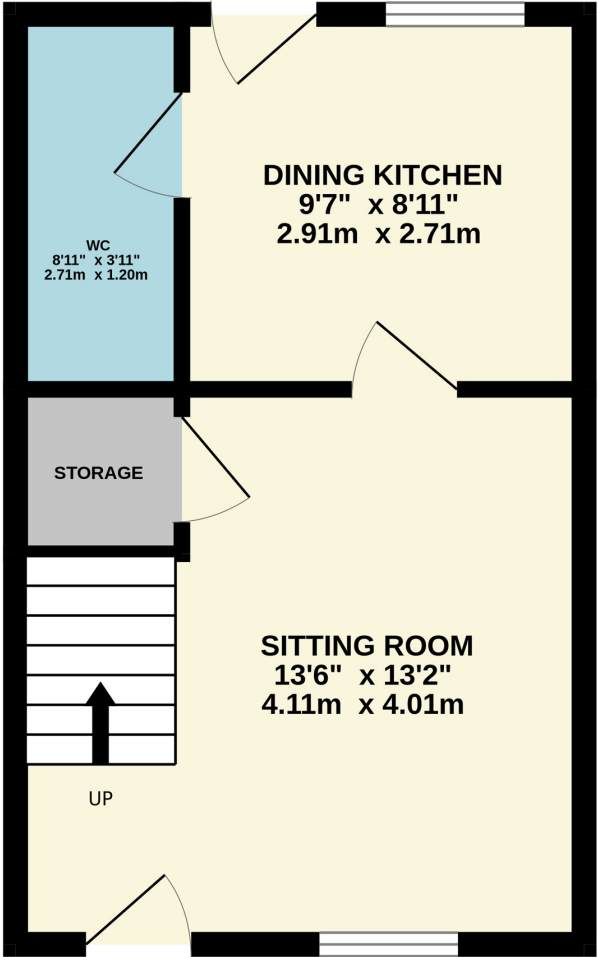 DINING KITCHEN
9'7"  x 8'11"
2.91m  x 2.71m
WC
8'11"  x 3'11"
2.71m  x 1.20m
STORAGE
SITTING ROOM
13'6"  x 13'2"
4.11m  x 4.01m
UP